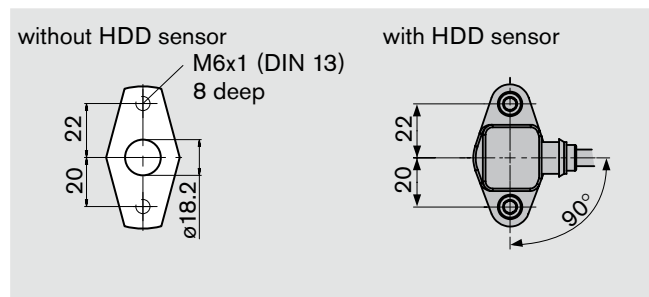 without HDD sensor
with HDD sensor
M6x1 (DIN 13)
8 deep
22
20
ø18.2
22
20
90°